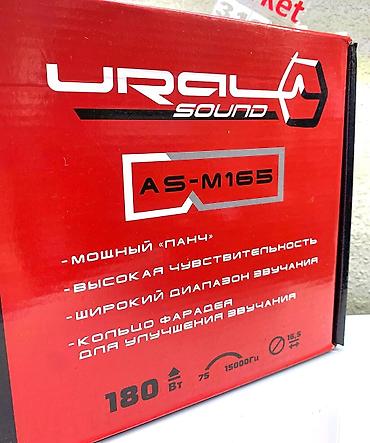 URAL
SOUND
AS-M165
-МОЩНЫЙ «ПАНЧ»
-ВЫСОКАЯ ЧУВСТВИТЕЛЬНОСТЬ
-ШИРОКИЙ ДИАПАЗОН ЗВУЧАНИЯ
-КОЛЬЦО ФАРАДЕЯ
ДЛЯ УЛУЧШЕНИЯ ЗВУЧАНИЯ
180 Вт
75 15000Гц
16,5